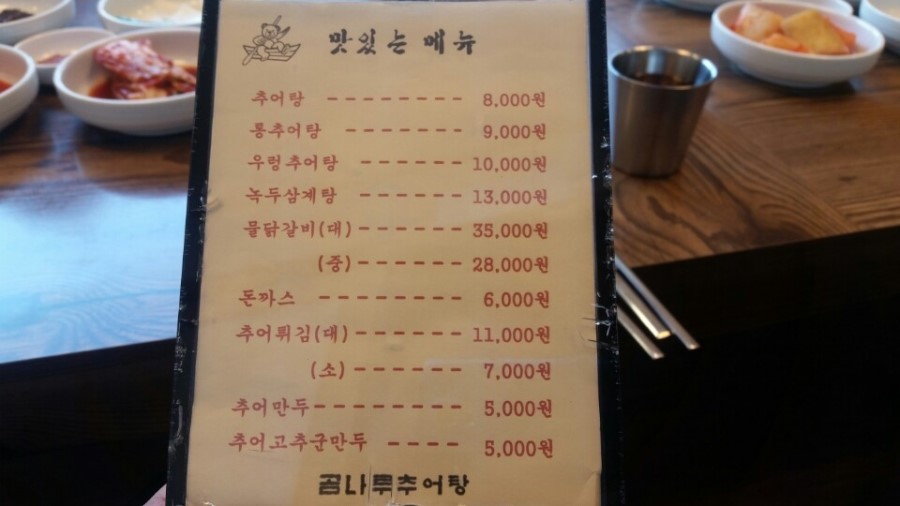 맛있는 메뉴
추어탕 -------- 8,000원
통추어탕 ------- 9,000원
우렁추어탕 ------ 10,000원
녹두삼계탕 ------ 13,000원
물닭갈비(대) ------ 35,000원
(중) ------ 28,000원
돈까스 -------- 6,000원
추어튀김(대) ------ 11,000원
(소) ------ 7,000원
추어만두 --------- 5,000원
추어고추군만두 ---- 5,000원
곰나루추어탕